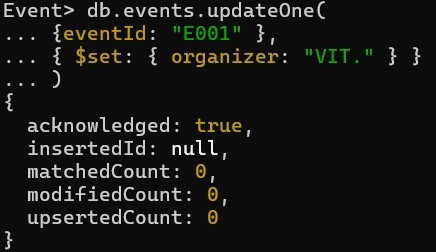 Event> db.events.updateOne(
... {eventId: "E001" },
... { $set: { organizer: "VIT." } }
... )
{
  acknowledged: true,
  insertedId: null,
  matchedCount: 0,
  modifiedCount: 0,
  upsertedCount: 0
}